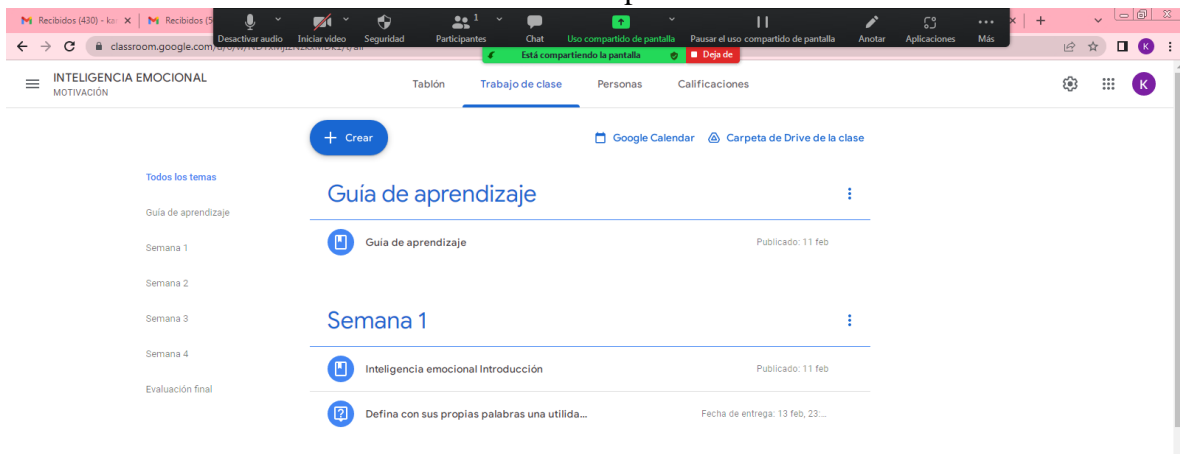 Recibidos (430) - ka
Recibidos (5
1
Desactivar audio Iniciar video Seguridad Participantes Chat Uso compartido de pantalla Pausar el uso compartido de pantalla Anotar Aplicaciones Más
classroom.google.com
Está compartiendo la pantalla Deja de
K
INTELIGENCIA EMOCIONAL
MOTIVACIÓN
Tablón Trabajo de clase Personas Calificaciones
K
Crear
Google Calendar Carpeta de Drive de la clase
Todos los temas
Guía de aprendizaje
Semana 1
Semana 2
Semana 3
Semana 4
Evaluación final
Guía de aprendizaje
Guia de aprendizaje Publicado: 11 feb
Semana 1
Inteligencia emocional Introducción Publicado: 11 feb
Defina con sus propias palabras una utilida... Fecha de entrega: 13 feb, 23:...